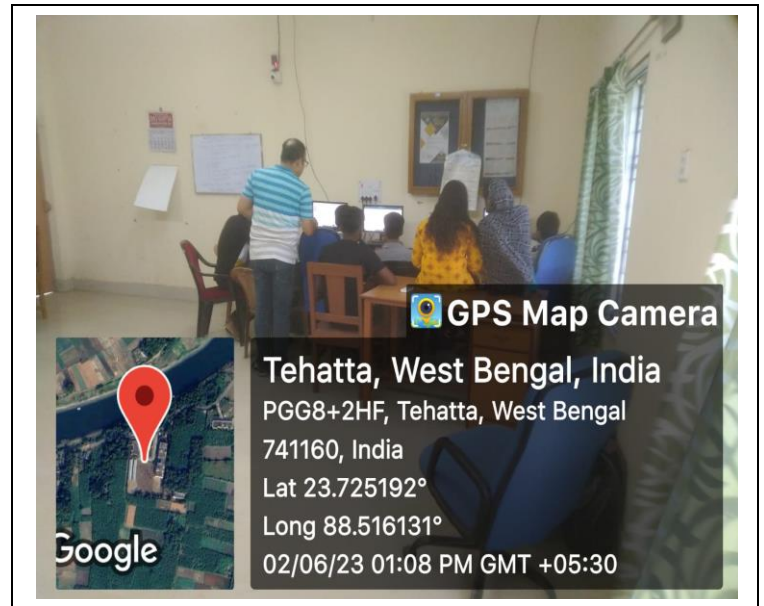 GPS Map Camera
Tehatta, West Bengal, India
PGG8+2HF, Tehatta, West Bengal
741160, India
Lat 23.725192°
Long 88.516131°
02/06/23 01:08 PM GMT +05:30
Google